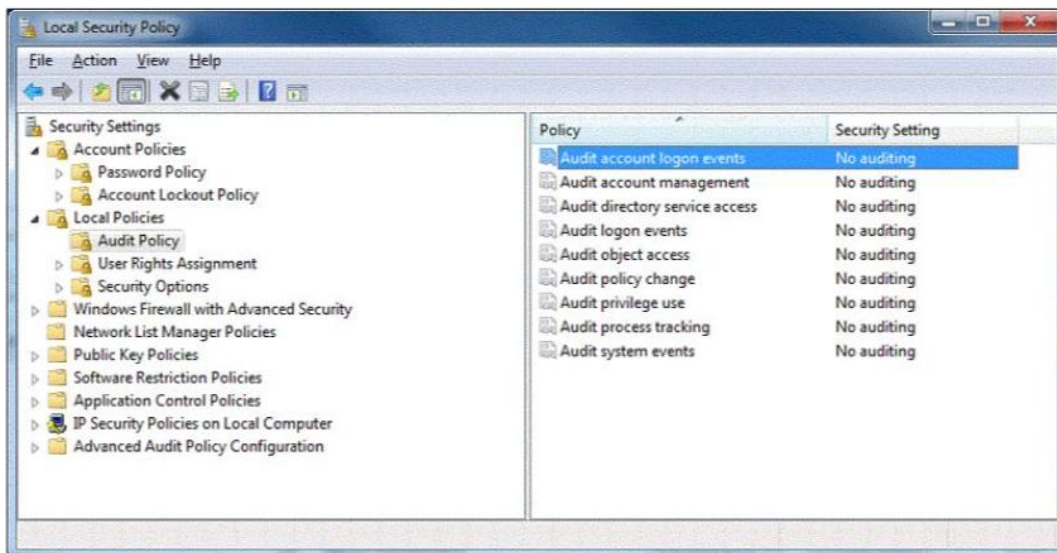 Local Security Policy
File Action View Help
Security Settings
Account Policies
Password Policy
Account Lockout Policy
Local Policies
Audit Policy
User Rights Assignment
Security Options
Windows Firewall with Advanced Security
Network List Manager Policies
Public Key Policies
Software Restriction Policies
Application Control Policies
IP Security Policies on Local Computer
Advanced Audit Policy Configuration
Policy Security Setting
Audit account logon events No auditing
Audit account management No auditing
Audit directory service access No auditing
Audit logon events No auditing
Audit object access No auditing
Audit policy change No auditing
Audit privilege use No auditing
Audit process tracking No auditing
Audit system events No auditing